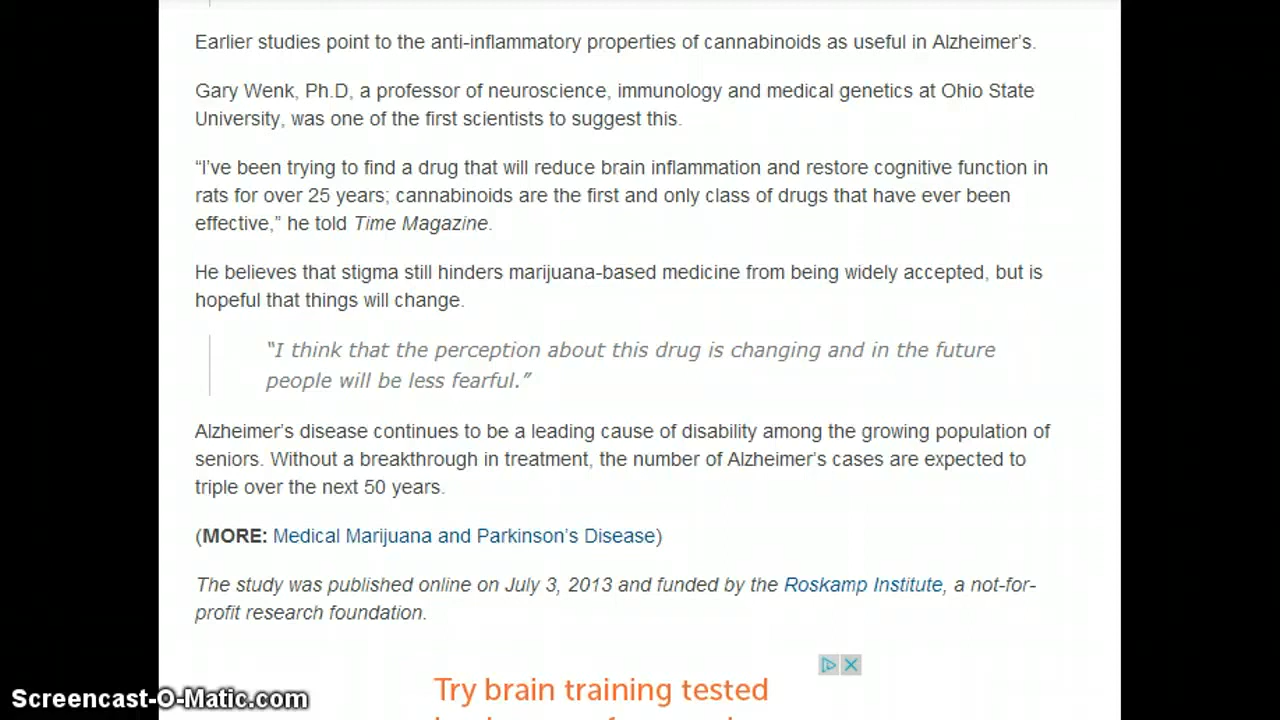 Earlier studies point to the anti-inflammatory properties of cannabinoids as useful in Alzheimer's.
Gary Wenk, Ph.D, a professor of neuroscience, immunology and medical genetics at Ohio State
University, was one of the first scientists to suggest this.
“I've been trying to find a drug that will reduce brain inflammation and restore cognitive function in
rats for over 25 years; cannabinoids are the first and only class of drugs that have ever been
effective,” he told Time Magazine.
He believes that stigma still hinders marijuana-based medicine from being widely accepted, but is
hopeful that things will change.
“I think that the perception about this drug is changing and in the future
people will be less fearful.”
Alzheimer's disease continues to be a leading cause of disability among the growing population of
seniors. Without a breakthrough in treatment, the number of Alzheimer's cases are expected to
triple over the next 50 years.
(MORE: Medical Marijuana and Parkinson's Disease)
The study was published online on July 3, 2013 and funded by the Roskamp Institute, a not-for-
profit research foundation.
Try brain training tested
Screencast-O-Matic.com